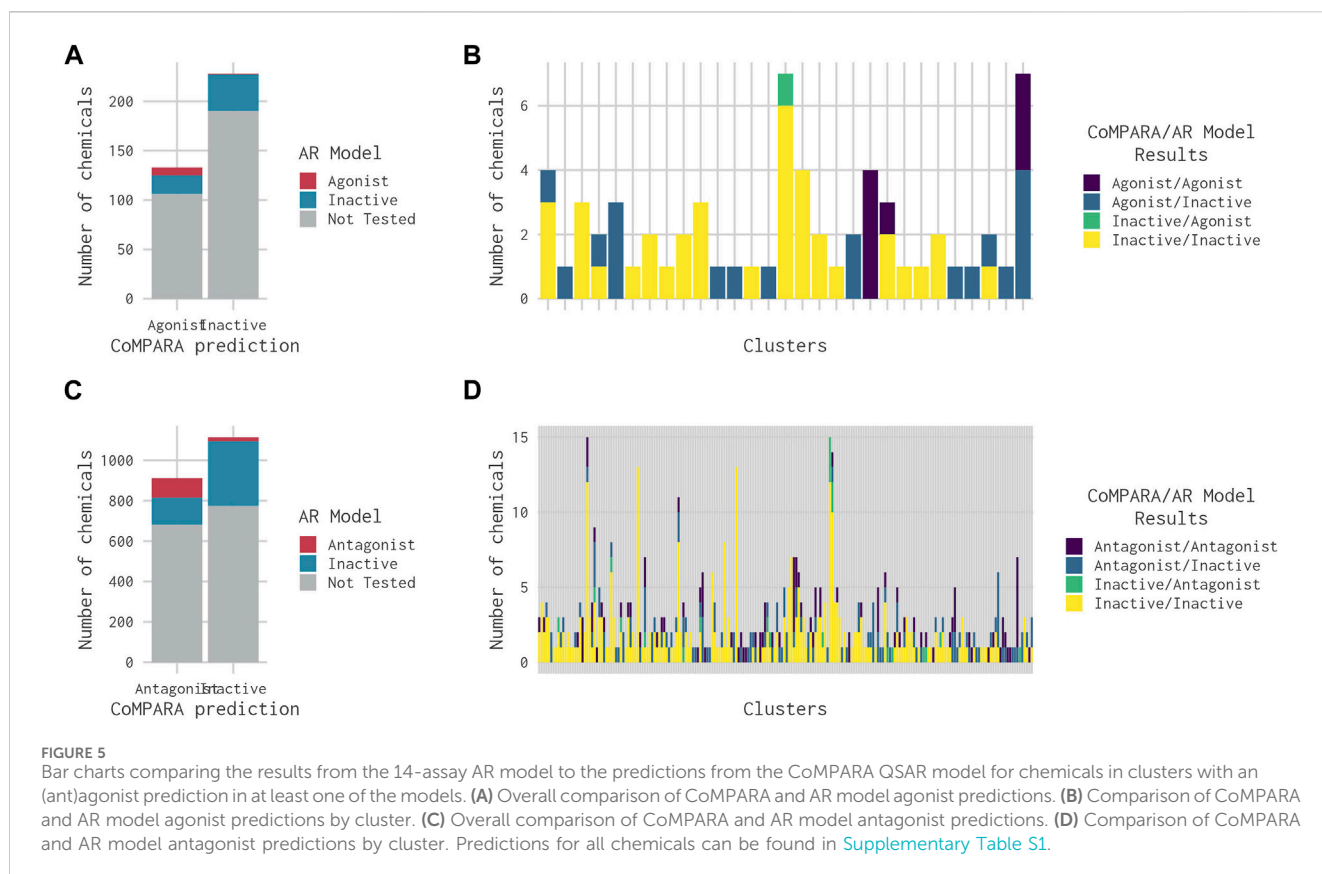 A
Number of chemicals
200
150
100
50
0
Agonist
Inactive
CoMPARA prediction
AR Model
Agonist
Inactive
Not Tested
B
Number of chemicals
6
4
2
0
Clusters
CoMPARA/AR Model
Results
Agonist/Agonist
Agonist/Inactive
Inactive/Agonist
Inactive/Inactive
C
Number of chemicals
1000
800
600
400
200
0
Antagonist
Inactive
CoMPARA prediction
AR Model
Antagonist
Inactive
Not Tested
D
Number of chemicals
15
10
5
0
Clusters
CoMPARA/AR Model
Results
Antagonist/Antagonist
Antagonist/Inactive
Inactive/Antagonist
Inactive/Inactive
FIGURE 5
Bar charts comparing the results from the 14-assay AR model to the predictions from the CoMPARA QSAR model for chemicals in clusters with an
(ant)agonist prediction in at least one of the models. (A) Overall comparison of CoMPARA and AR model agonist predictions. (B) Comparison of CoMPARA
and AR model agonist predictions by cluster. (C) Overall comparison of CoMPARA and AR model antagonist predictions. (D) Comparison of CoMPARA
and AR model antagonist predictions by cluster. Predictions for all chemicals can be found in Supplementary Table S1.